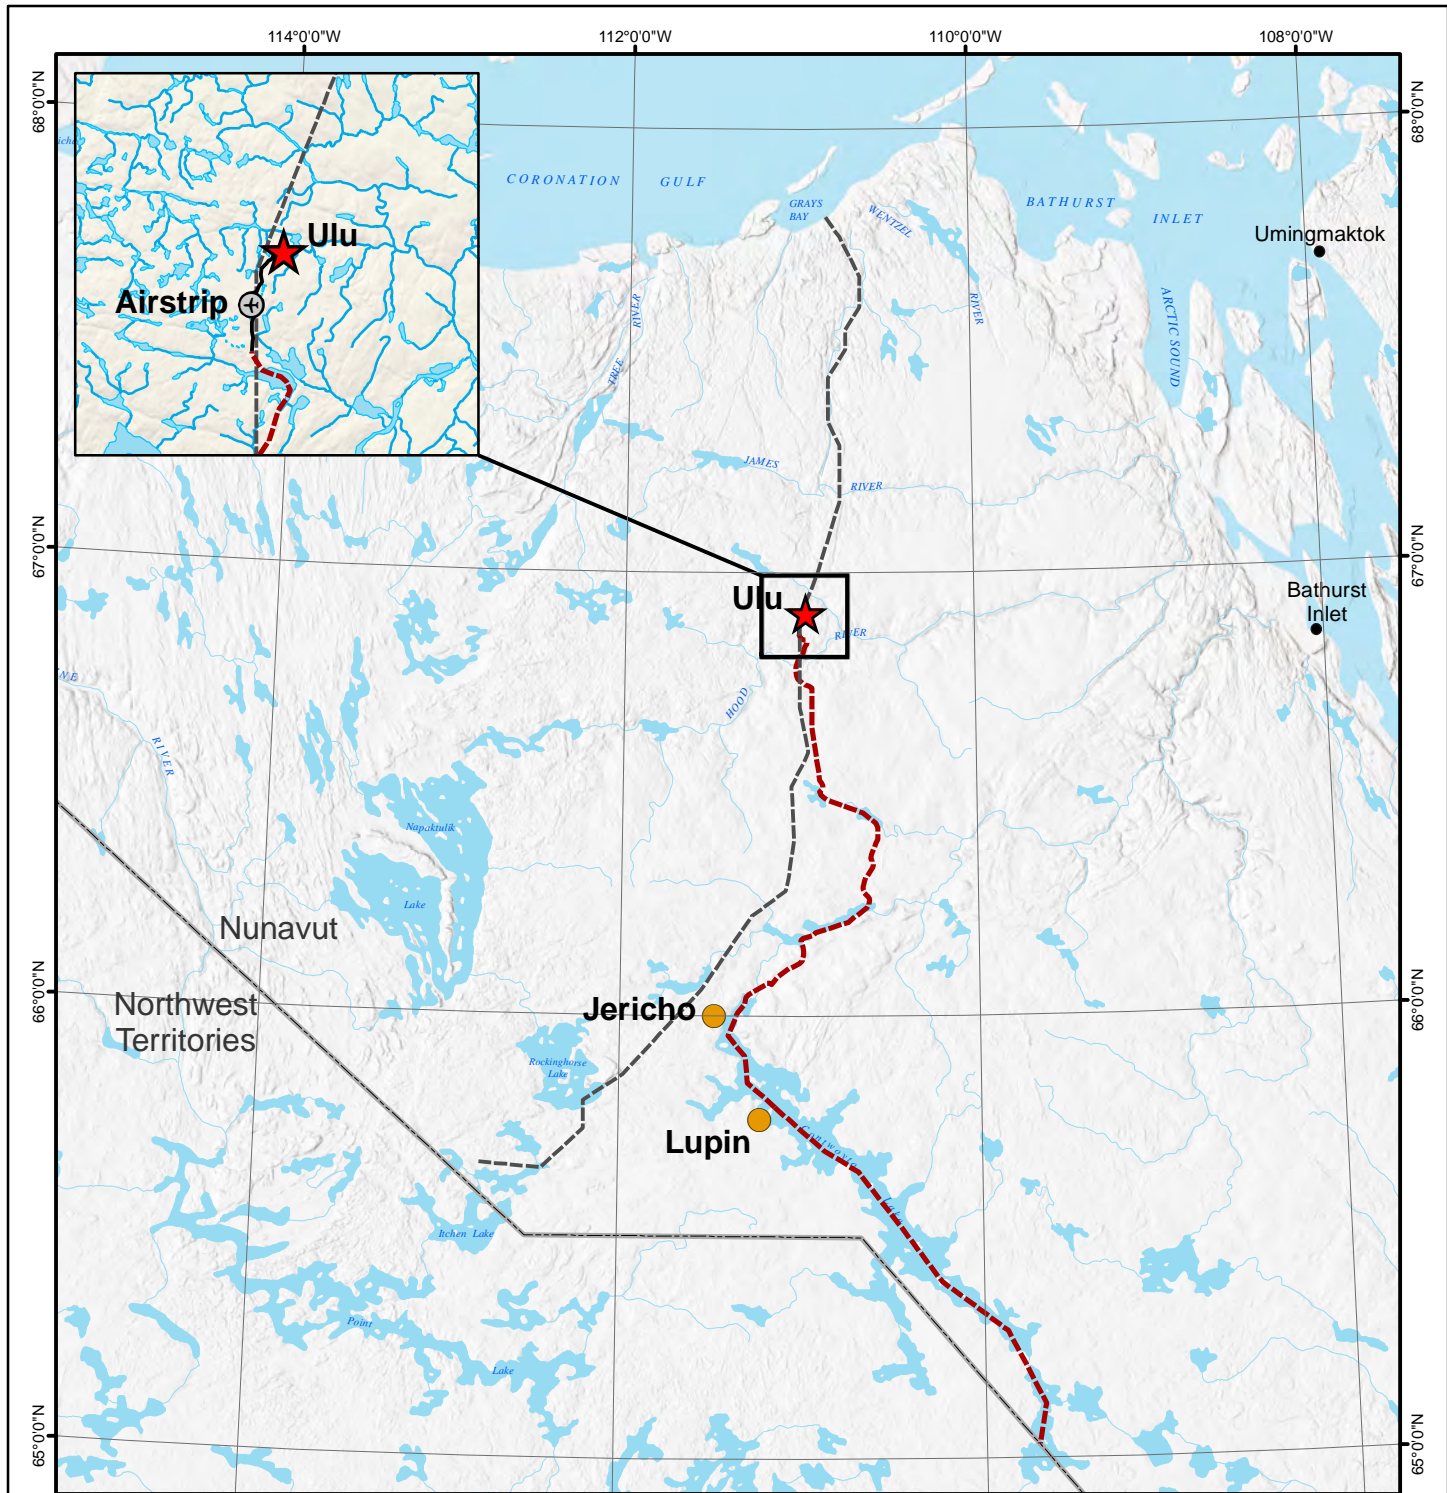 114°0'0"W
112°0'0"W
110°0'0"W
108°0'0"W
68°0'0"N
68°0'0"N
CORONATION GULF
GRAYS
BAY
WENTZEL
RIVER
BATHURST INLET
Umingmaktok
ARCTIC SOUND
Ulu
Airstrip
TREE
RIVER
JAMES
RIVER
67°0'0"N
67°0'0"N
Ulu
RIVER
HOOD
Bathurst
Inlet
NE
RIVER
Napaktulik
Lake
Nunavut
Northwest
Territories
66°0'0"N
66°0'0"N
Jericho
Rockinghorse
Lake
Lupin
Contwoyto
Lake
Itchen Lake
Point
Lake
65°0'0"N
65°0'0"N